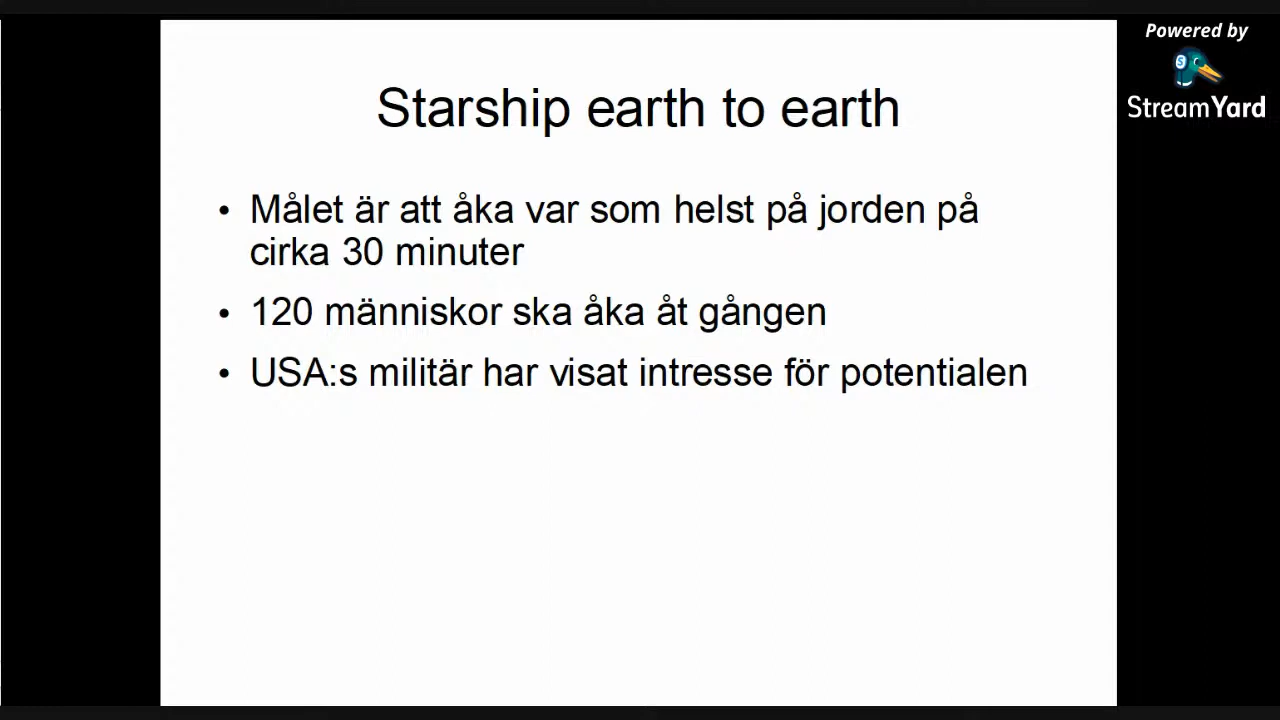 Powered by
StreamYard
Starship earth to earth
• Målet är att åka var som helst på jorden på
cirka 30 minuter
• 120 människor ska åka åt gången
• USA:s militär har visat intresse för potentialen